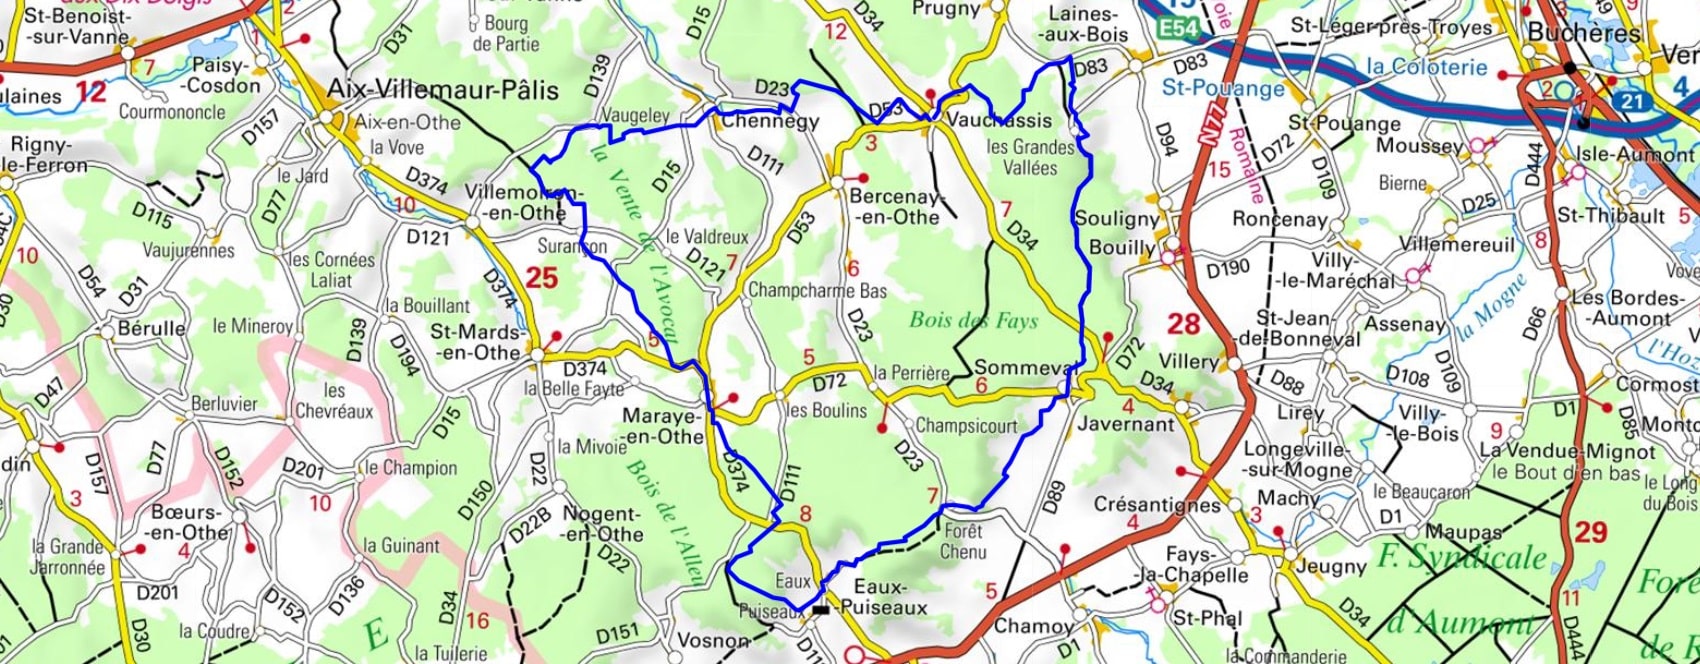 aux Dix Doigts
2
D15
D34
Prugny
Laines-
-aux-Bois
E54
St-Léger-près-Troyes
49
9
St-Benoist-
-sur-Vanne
1
D31
Bourg
de Partie
12
Buchères
7
Paisy-
-Cosdon
D139
D23
D83
D83
la Coloterie
Ver
ulaines
12
Aix-Villemaur-Pâlis
St-Pouange
2
21
4
Courmononcle
Vaugeley
D53
N77
D157
Aix-en-Othe
Chennegy
Vauchassis
St-Pouange
Rigny-
-le-Ferron
la Vove
3
les Grandes
Vallées
D94
Romaine
D72
Moussey
Isle-Aumont
D444
le Jard
D374
la Vente de l'Avocat
D15
D111
15
D109
Bierne
Villemoiron-
-en-Othe
Bercenay-
-en-Othe
D77
10
7
D25
D115
D121
Surançon
D53
Souligny
Roncenay
St-Thibault
5
Vaujurennes
le Valdreux
D34
Bouilly
Villemereuil
8
10
les Cornées
Laliat
D121
7
6
D190
Villy-
-le-Maréchal
D54
D31
25
D374
Champcharme Bas
la Mogne
Vove
D30
la Bouillant
les Bordes-
-Aumont
Bérulle
le Mineroy
St-Mards-
-en-Othe
D23
Bois des Fays
28
St-Jean-
-de-Bonneval
Assenay
D66
D139
D194
5
5
D72
Villery
l'Hoz
D374
la Belle Fayte
D72
la Perrière
Sommeval
6
D34
D88
D108
D109
Cormost
D47
les
Chevréaux
D15
4
Berluvier
Maraye-
-en-Othe
les Boulins
Champsicourt
Javernant
Lirey
Villy-
-le-Bois
D1
D85
la Mivoie
9
La Vendue-Mignot
Longeville-
-sur-Mogne
le Bout d'en bas
din
D157
D77
D152
D201
le Champion
D22
Bois de l'Alleu
D374
D111
D23
D89
le Long
du Bois
3
10
D150
7
Crésantignes
Machy
le Beaucaron
Bœurs-
-en-Othe
Nogent-
-en-Othe
8
4
3
D1
Maupas
29
la Grande
Jarronnée
4
D22B
Forêt
Chenu
la Guinant
D22
Fays-
-la-Chapelle
Jeugny
F. Syndicale
D201
D152
D136
Eaux
Eaux-
-Puiseaux
5
D34
Puiseaux
St-Phal
11
d'Aumont
la Coudre
D34
16
D151
Chamoy
D34
E
Vosnon
D30
la Tuilerie
7
D1
la Commanderie
D444